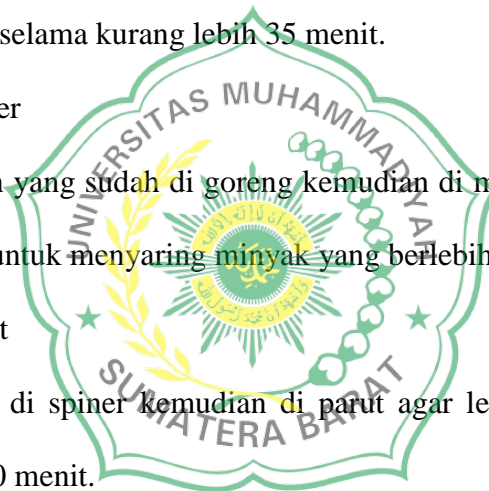 selama kurang lebih 35 menit.
er
yang sudah di goreng kemudian di m
untuk menyaring minyak yang berlebih
t
di spiner kemudian di parut agar le
0 menit.
UNIVERSITAS MUHAMMADIYAH
SUMATERA BARAT